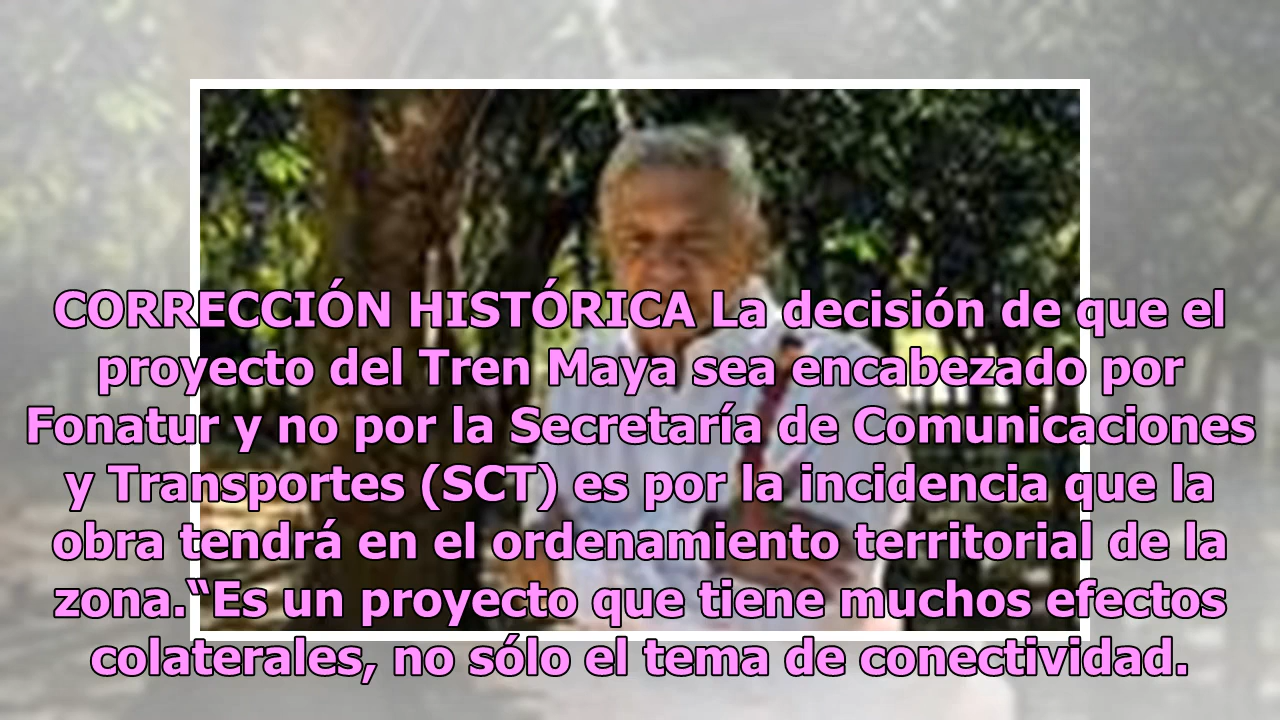 CORRECCIÓN HISTÓRICA La decisión de que el
proyecto del Tren Maya sea encabezado por
Fonatur y no por la Secretaría de Comunicaciones
y Transportes (SCT) es por la incidencia que la
obra tendrá en el ordenamiento territorial de la
zona.“Es un proyecto que tiene muchos efectos
colaterales, no sólo el tema de conectividad.